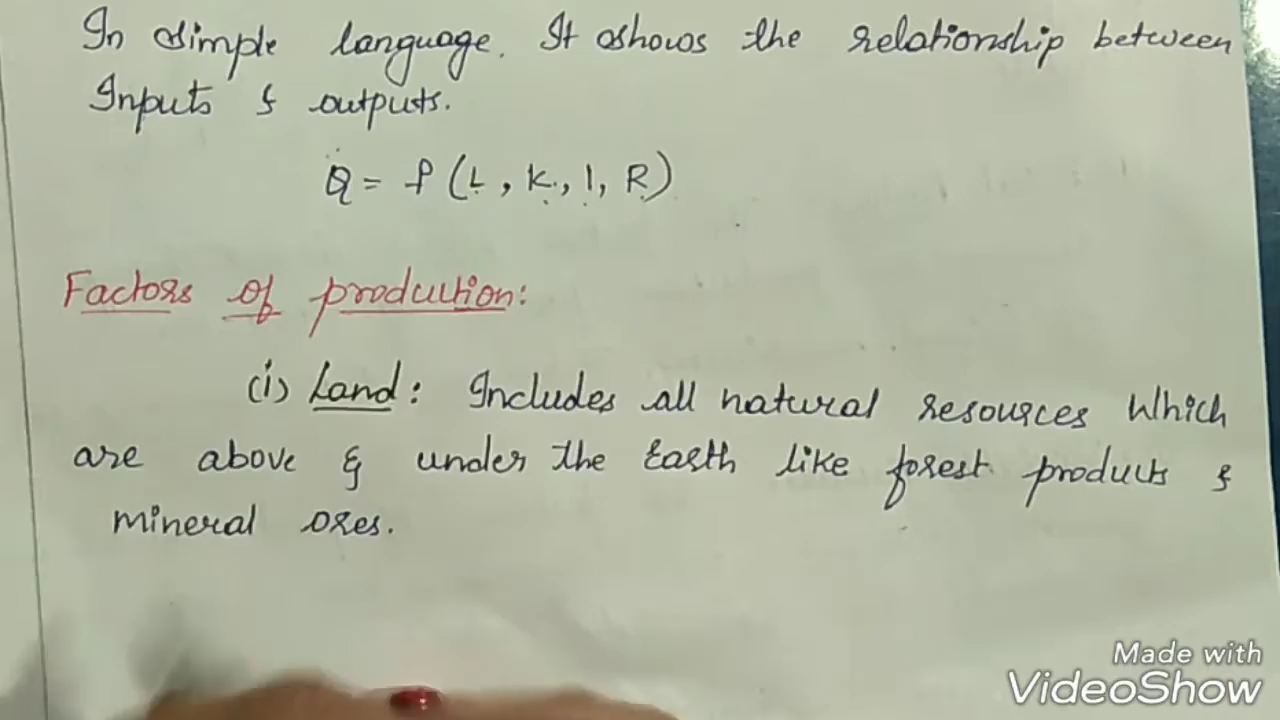 In simple language. It shows the relationship between
Inputs & outputs.
Q = f (L, K, I, R)
Factors of production:
(i) Land: Includes all natural resources which
are above & under the Earth like forest products &
mineral ores.
Made with
VideoShow